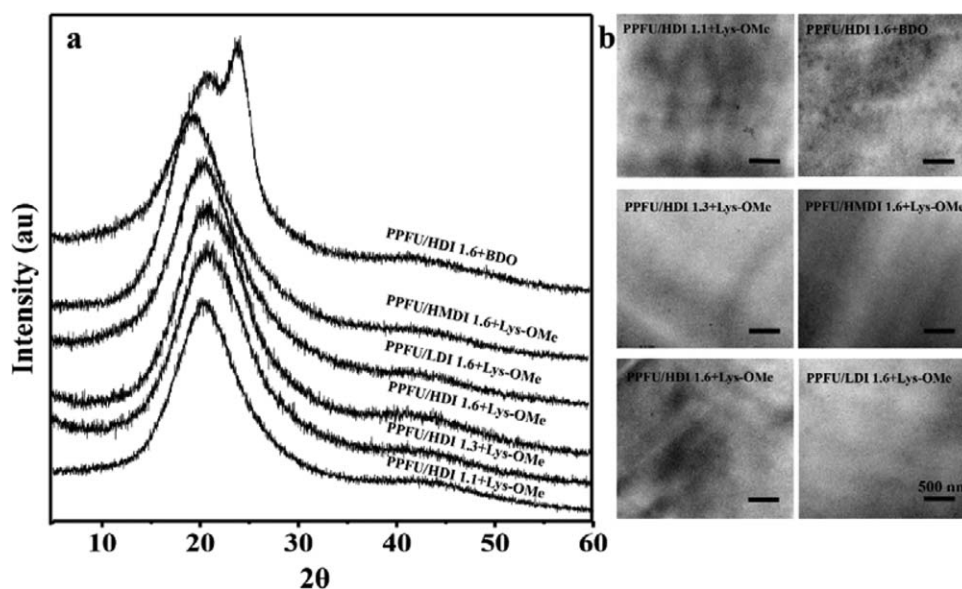 a
Intensity (au)
PPFU/HDI 1.6+BDO
PPFU/HMDI 1.6+Lys-OMe
PPFU/LDI 1.6+Lys-OMe
PPFU/HDI 1.6+Lys-OMe
PPFU/HDI 1.3+Lys-OMe
PPFU/HDI 1.1+Lys-OMe
10 20 30 40 50 60
2θ
b
PPFU/HDI 1.1+Lys-OMe
PPFU/HDI 1.6+BDO
PPFU/HDI 1.3+Lys-OMe
PPFU/HMDI 1.6+Lys-OMe
PPFU/HDI 1.6+Lys-OMe
PPFU/LDI 1.6+Lys-OMe
500 nm